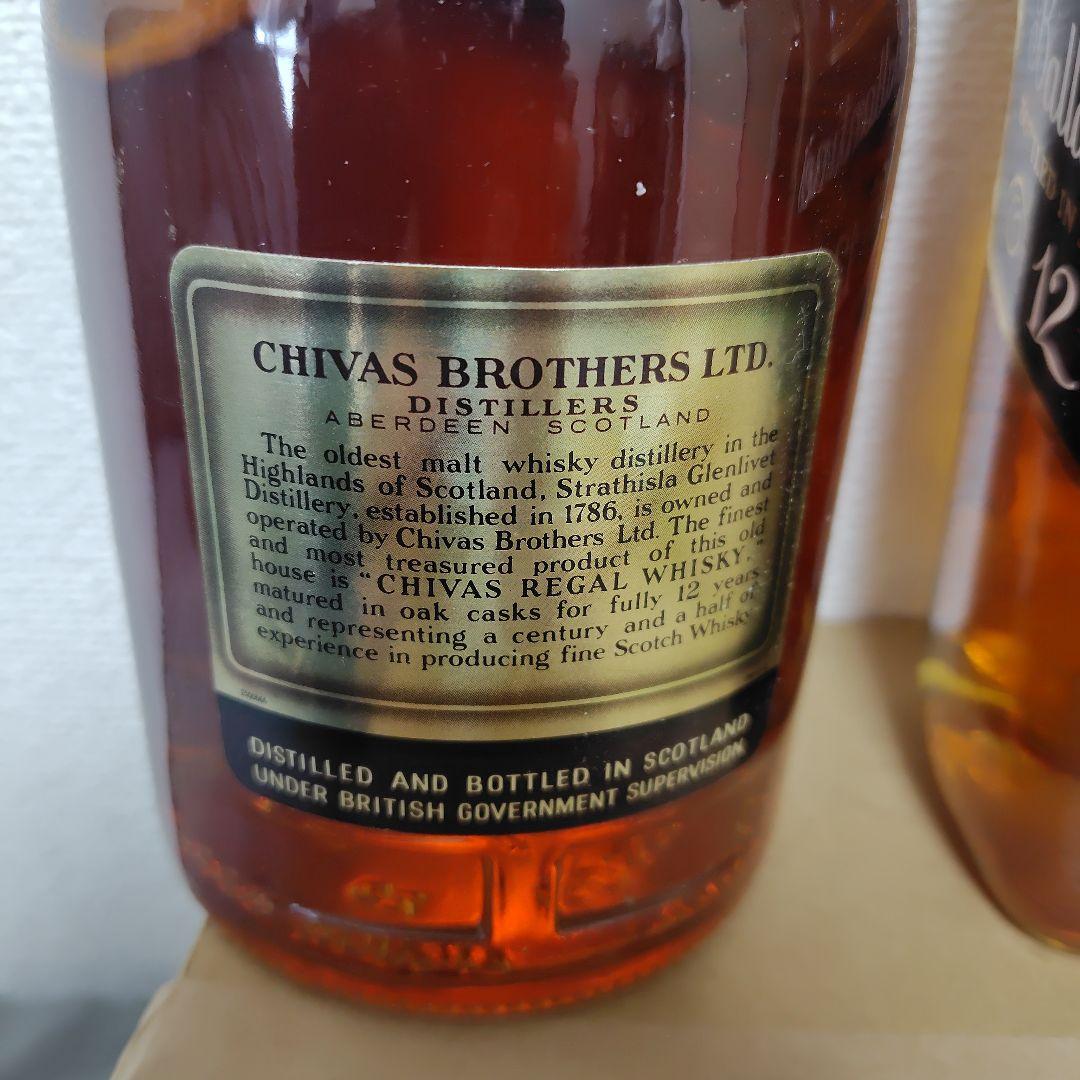 CHIVAS BROTHERS LTD.
DISTILLERS
ABERDEEN SCOTLAND
The oldest malt whisky distillery in the
Highlands of Scotland, Strathisla Glenlivet
Distillery, established in 1786, is owned and
operated by Chivas Brothers Ltd. The finest
and most treasured product of this old
house is "CHIVAS REGAL WHISKY,"
matured in oak casks for fully 12 years
and representing a century and a half of
experience in producing fine Scotch Whisky.
DISTILLED AND BOTTLED IN SCOTLAND
UNDER BRITISH GOVERNMENT SUPERVISION.
IN
12